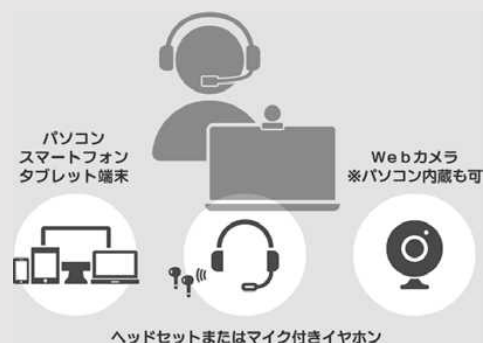 パソコン
スマートフォン
タブレット端末
Ｗｅｂカメラ
※パソコン内蔵も可
ヘッドセットまたはマイク付きイヤホン